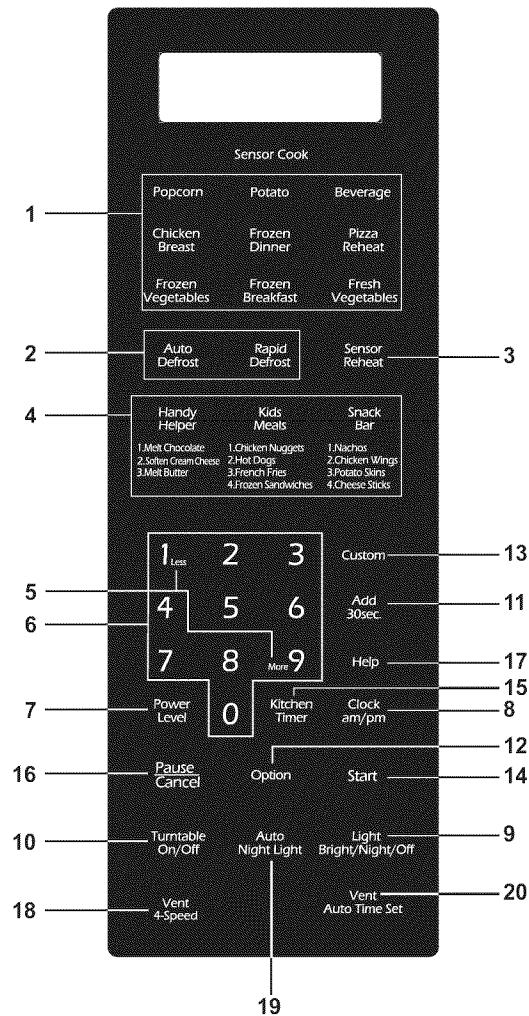 Sensor Cook
Popcorn Potato Beverage
Chicken Frozen Pizza
Breast Dinner Reheat
1
Frozen Frozen Fresh
Vegetables Breakfast Vegetables
Auto Rapid Sensor
Defrost Defrost Reheat
2 3
4
Handy Kids Snack
Helper Meals Bar
1.Melt Chocolate 1.Chicken Nuggets 1.Nachos
2.Soften Cream Cheese 2.Hot Dogs 2.Chicken Wings
3.Melt Butter 3.French Fries 3.Potato Skins
4.Frozen Sandwiches 4.Cheese Sticks
1 Less 2 3 Custom 13
5
4 5 6 Add 11
30sec.
6
7 8 More 9 Help 17
15
7 Power 0 Kitchen Clock 8
Level Timer am/pm
12
16 Pause Option Start 14
Cancel
10 Turntable Auto Light 9
On/Off Night Light Bright/Night/Off
18 Vent Vent 20
4-Speed Auto Time Set
19